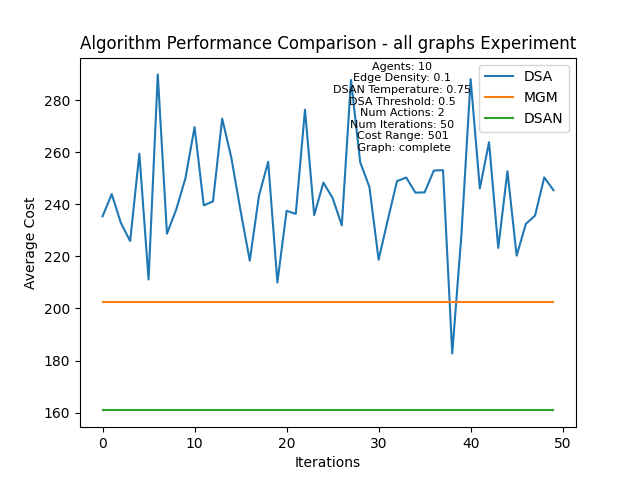 Algorithm Performance Comparison - all graphs Experiment
Agents: 10
Edge Density: 0.1
DSAN Temperature: 0.75
DSA Threshold: 0.5
Num Actions: 2
Num Iterations: 50
Cost Range: 501
Graph: complete
DSA
MGM
DSAN
Average Cost
280
260
240
220
200
180
160
0 10 20 30 40 50
Iterations